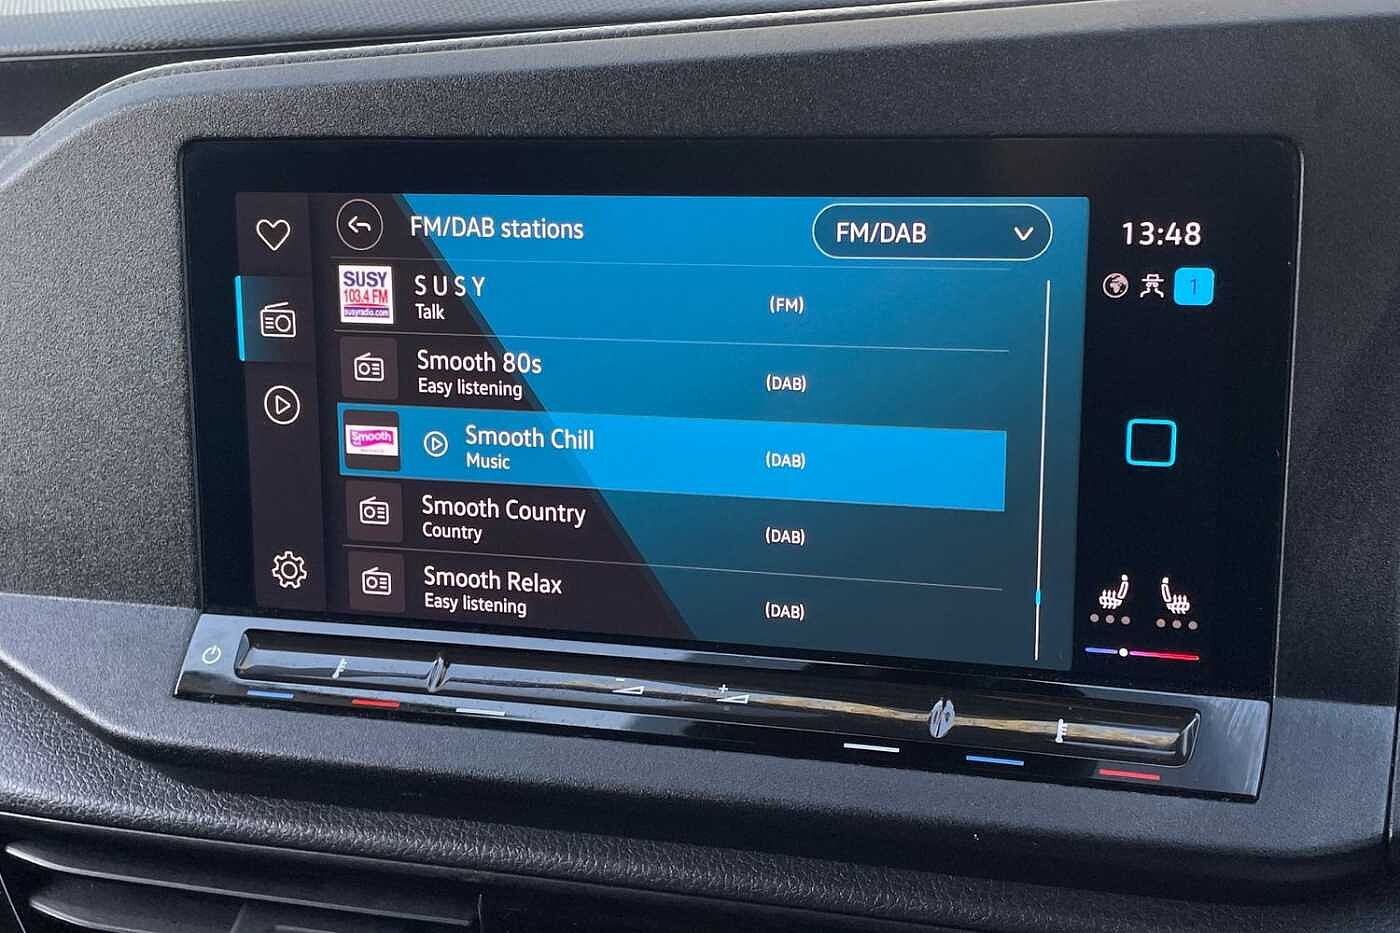 FM/DAB stations
FM/DAB
13:48
1
SUSY
103.4 FM
susyradio.com
S U S Y
Talk
(FM)
Smooth 80s
Easy listening
(DAB)
Smooth
Smooth Chill
Music
(DAB)
Smooth Country
Country
(DAB)
Smooth Relax
Easy listening
(DAB)